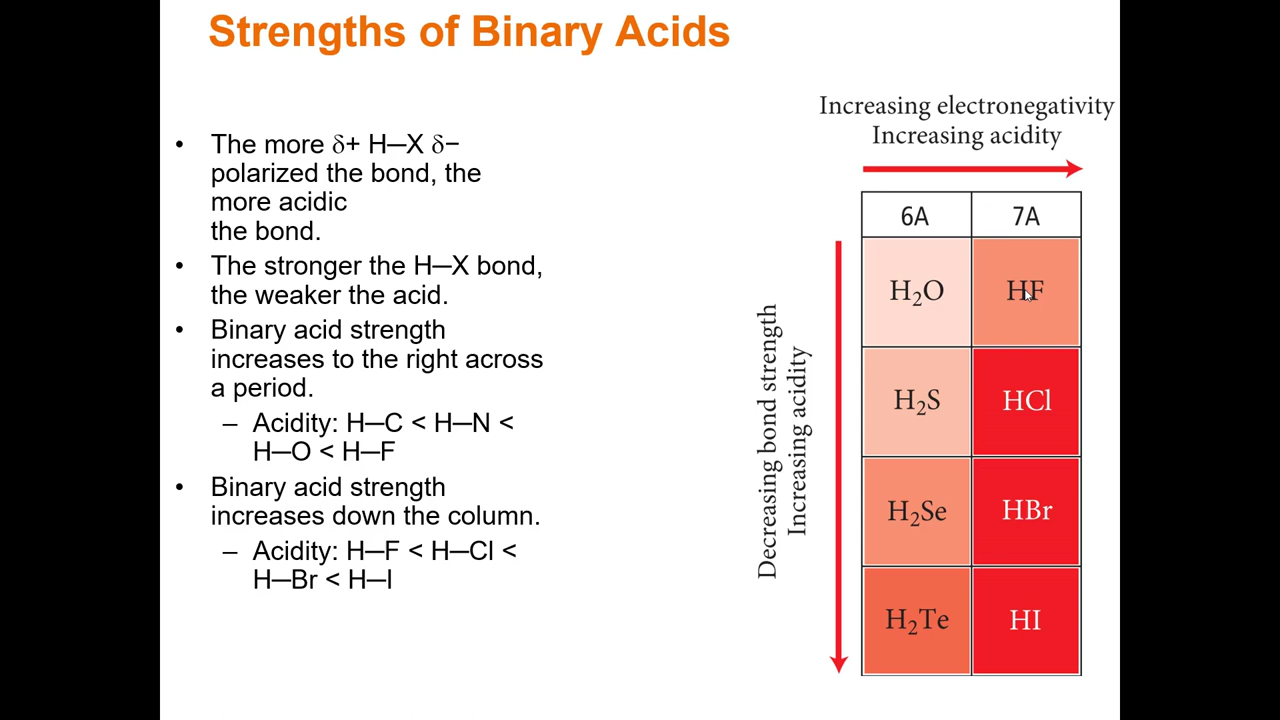 Strengths of Binary Acids
• The more δ+ H─X δ−
polarized the bond, the
more acidic
the bond.
• The stronger the H─X bond,
the weaker the acid.
• Binary acid strength
increases to the right across
a period.
– Acidity: H─C < H─N <
H─O < H─F
• Binary acid strength
increases down the column.
– Acidity: H─F < H─Cl <
H─Br < H─I
Increasing electronegativity
Increasing acidity
Decreasing bond strength
Increasing acidity
6A 7A
H₂O HF
H₂S HCl
H₂Se HBr
H₂Te HI